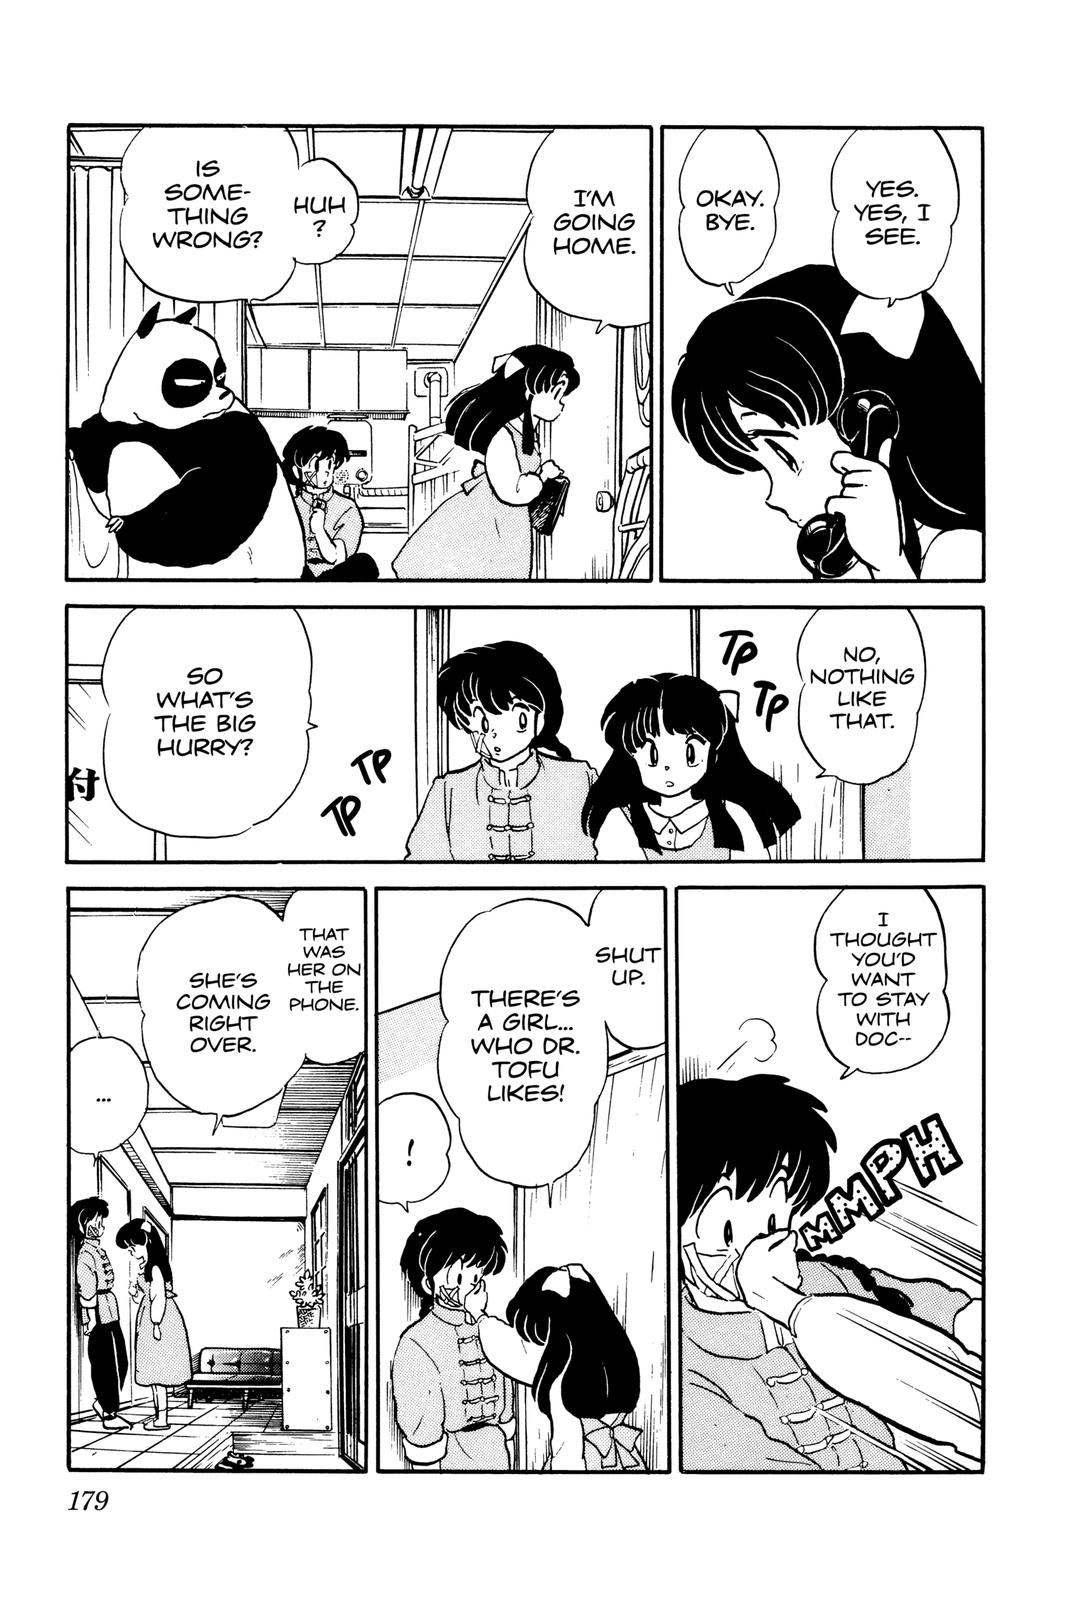 YES.
YES, I
SEE.
OKAY.
BYE.
I'M
GOING
HOME.
HUH
?
IS
SOME-
THING
WRONG?
NO,
NOTHING
LIKE
THAT.
TP
TP
SO
WHAT'S
THE BIG
HURRY?
TP
TP
付
I
THOUGHT
YOU'D
WANT
TO STAY
WITH
DOC--
MMPH
SHUT
UP.
THERE'S
A GIRL...
WHO DR.
TOFU
LIKES!
!
THAT
WAS
HER ON
THE
PHONE.
SHE'S
COMING
RIGHT
OVER.
...
179